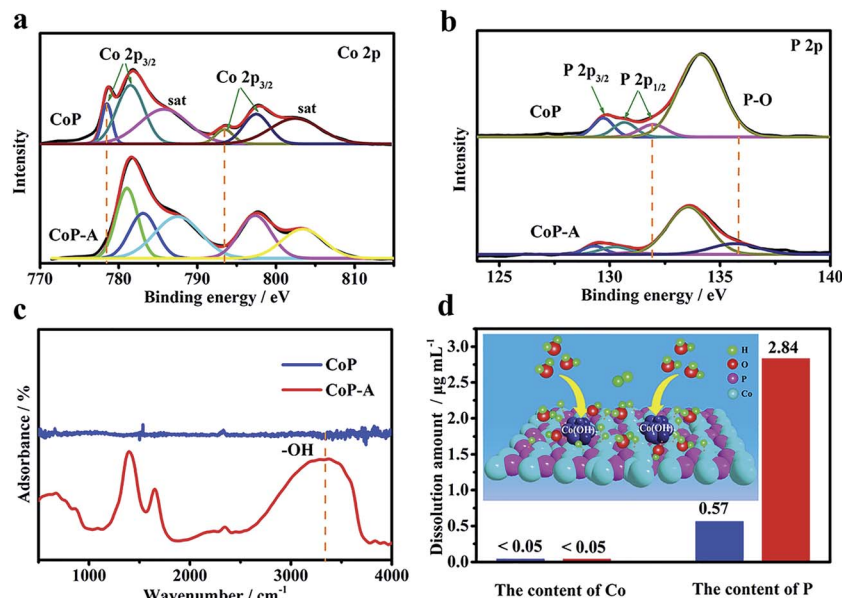 a
Co 2p
Co 2p3/2
Co 2p3/2
sat
sat
CoP
CoP-A
Intensity
770 780 790 800 810
Binding energy / eV
b
P 2p
P 2p3/2 P 2p1/2
P-O
CoP
CoP-A
Intensity
125 130 135 140
Binding energy / eV
c
CoP
CoP-A
-OH
Adsorbance / %
1000 2000 3000 4000
Wavenumber / cm-1
d
Dissolution amount / μg mL-1
3.0
2.5
2.0
1.5
1.0
0.5
0.0
H
O
P
Co
Co(OH)x Co(OH)x
< 0.05 < 0.05
0.57
2.84
The content of Co The content of P